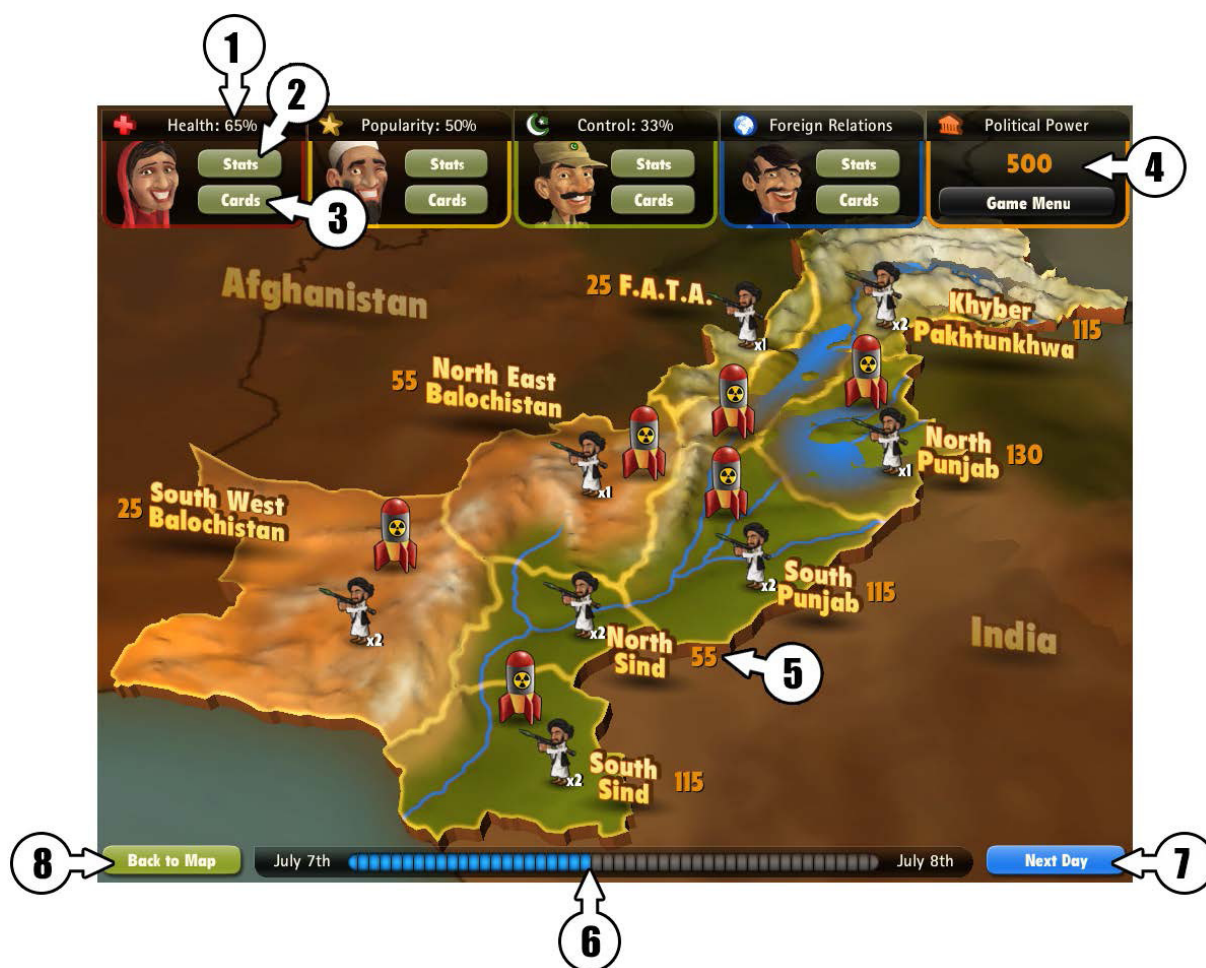 1
2
Health: 65%
Popularity: 50%
Control: 33%
Foreign Relations
Political Power
Stats
Stats
Stats
Stats
500
4
Cards
Cards
Cards
Cards
Game Menu
3
Afghanistan
25 F.A.T.A.
x1
x2
Khyber
Pakhtunkhwa 115
55 North East
Balochistan
x1
North
Punjab 130
x1
25 South West
Balochistan
x2
South
Punjab 115
x2
India
x2
North
Sind 55
5
x2
South
Sind 115
8
Back to Map
July 7th
July 8th
Next Day
7
6